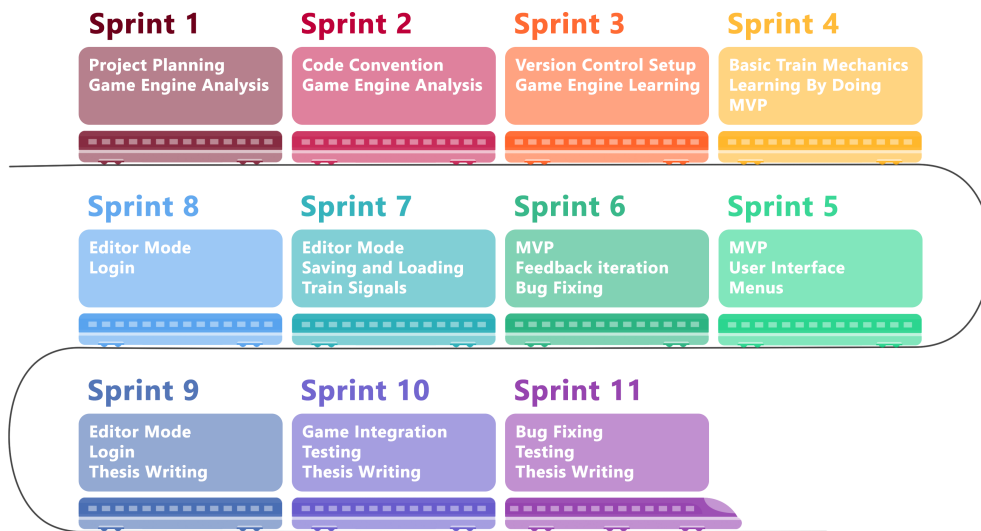 Sprint 1
Project Planning
Game Engine Analysis
Sprint 2
Code Convention
Game Engine Analysis
Sprint 3
Version Control Setup
Game Engine Learning
Sprint 4
Basic Train Mechanics
Learning By Doing
MVP
Sprint 5
MVP
User Interface
Menus
Sprint 6
MVP
Feedback iteration
Bug Fixing
Sprint 7
Editor Mode
Saving and Loading
Train Signals
Sprint 8
Editor Mode
Login
Sprint 9
Editor Mode
Login
Thesis Writing
Sprint 10
Game Integration
Testing
Thesis Writing
Sprint 11
Bug Fixing
Testing
Thesis Writing